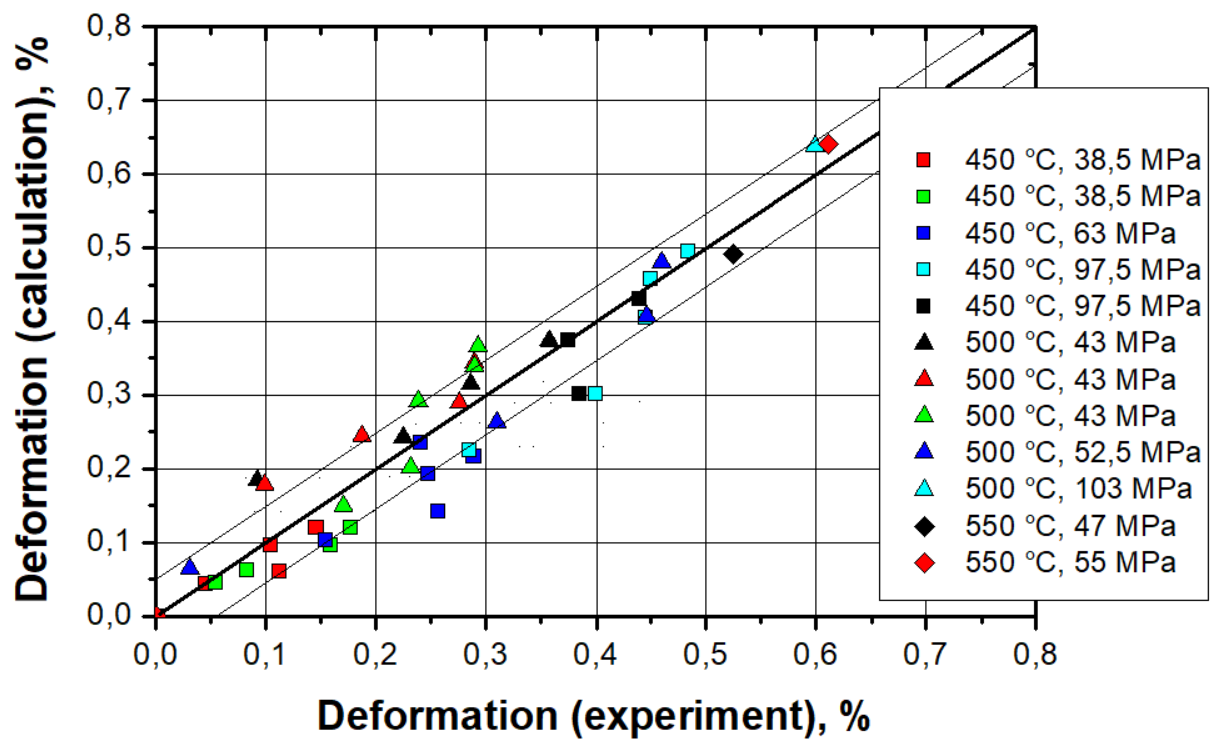 Deformation (calculation), %
0,8
0,7
0,6
0,5
0,4
0,3
0,2
0,1
0,0
0,0 0,1 0,2 0,3 0,4 0,5 0,6 0,7 0,8
Deformation (experiment), %
450 °C, 38,5 MPa
450 °C, 38,5 MPa
450 °C, 63 MPa
450 °C, 97,5 MPa
450 °C, 97,5 MPa
500 °C, 43 MPa
500 °C, 43 MPa
500 °C, 43 MPa
500 °C, 52,5 MPa
500 °C, 103 MPa
550 °C, 47 MPa
550 °C, 55 MPa